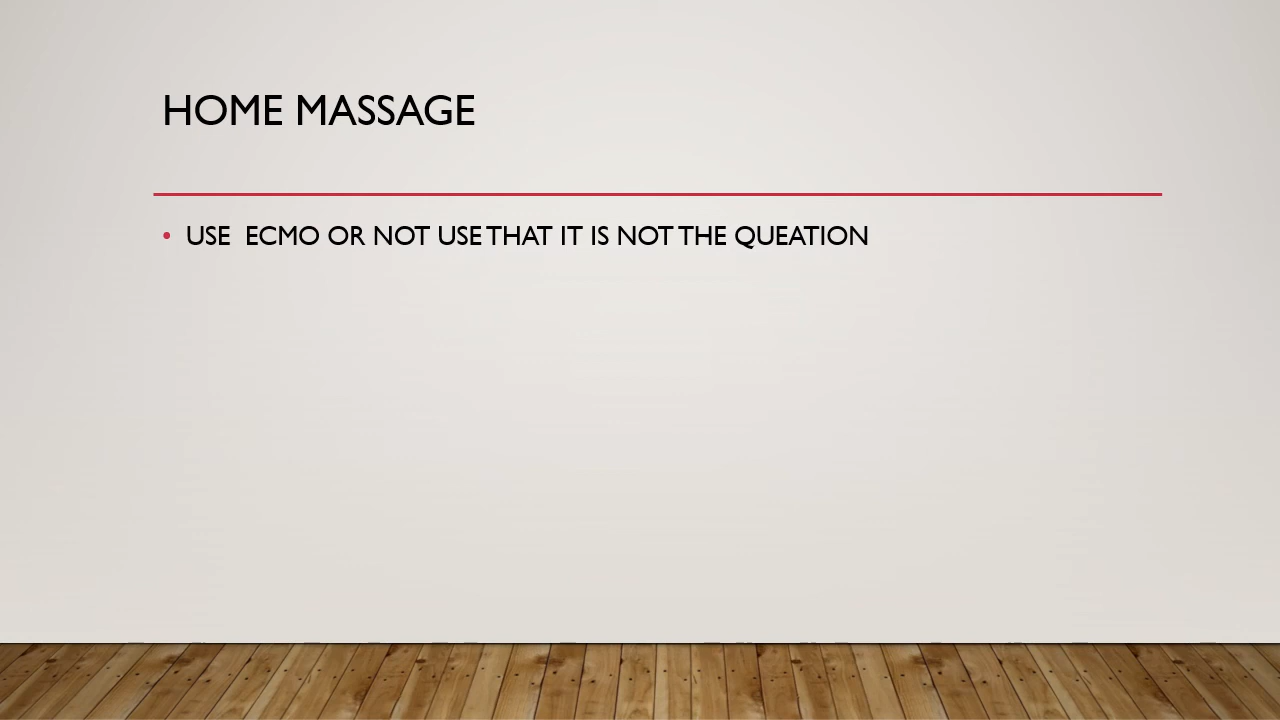 HOME MASSAGE
• USE  ECMO OR NOT USE THAT IT IS NOT THE QUEATION